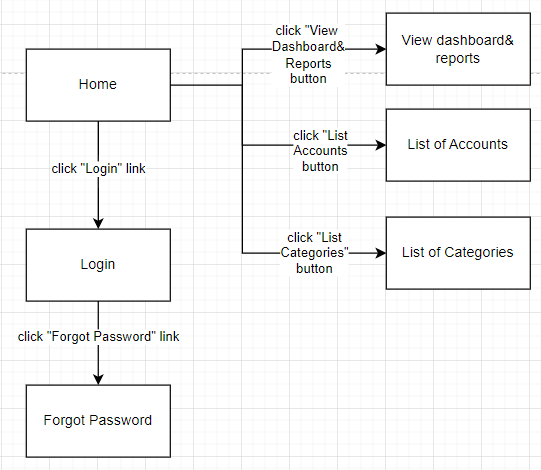 Home
click "View
Dashboard&
Reports
button
View dashboard&
reports
click "List
Accounts
button
List of Accounts
click "Login" link
Login
click "List
Categories"
button
List of Categories
click "Forgot Password" link
Forgot Password